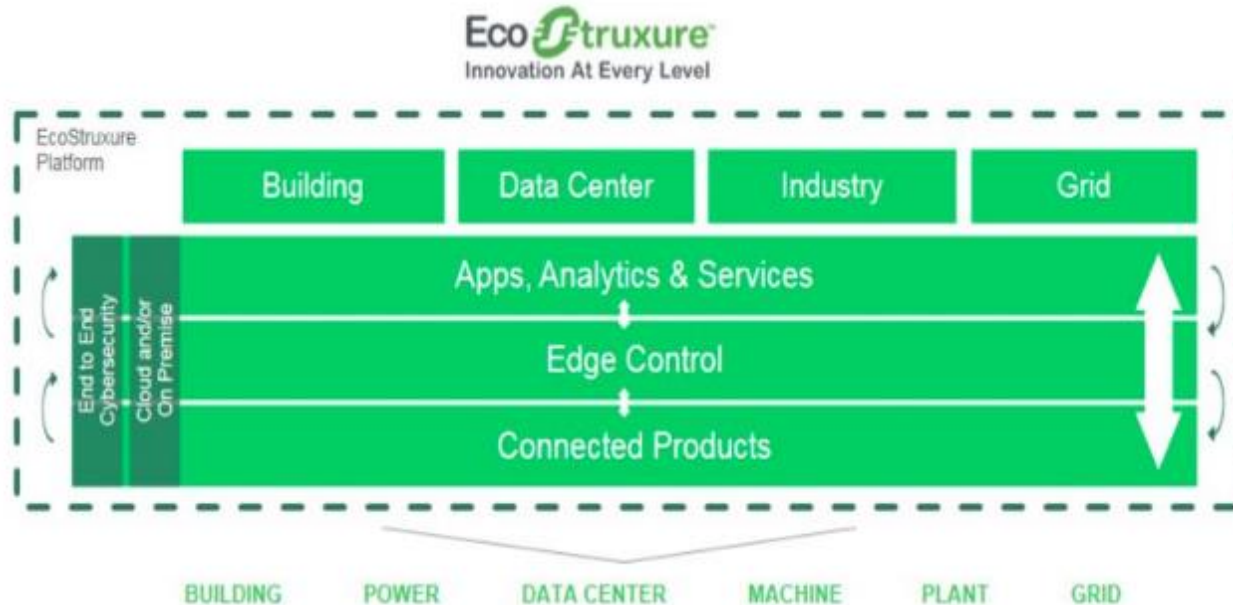 EcoStruxure™
Innovation At Every Level
EcoStruxure
Platform
Building
Data Center
Industry
Grid
End to End
Cybersecurity
Cloud and/or
On Premise
Apps, Analytics & Services
Edge Control
Connected Products
BUILDING POWER DATA CENTER MACHINE PLANT GRID